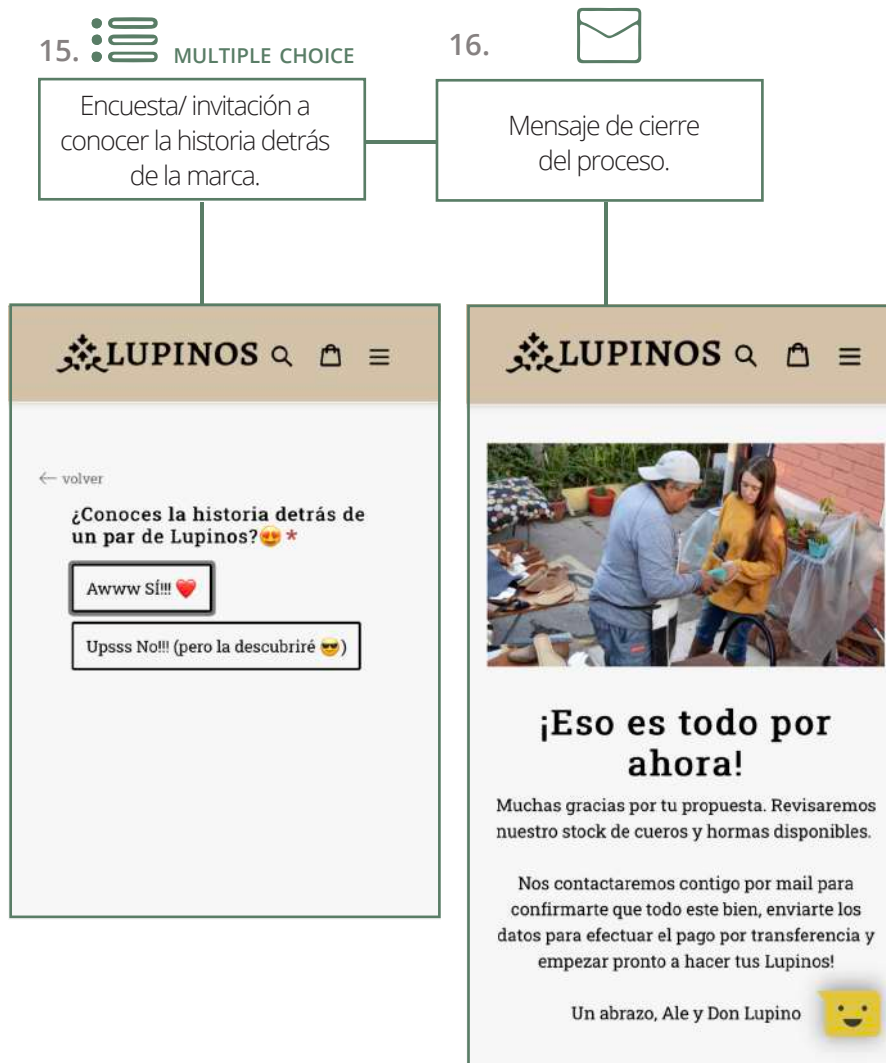 15.
MULTIPLE CHOICE
Encuesta/ invitación a
conocer la historia detrás
de la marca.
16.
Mensaje de cierre
del proceso.
LUPINOS
← volver
¿Conoces la historia detrás de
un par de Lupinos?😍 *
Awww SÍ!!! ❤️
Upsss No!!! (pero la descubriré 😎)
LUPINOS
¡Eso es todo por
ahora!
Muchas gracias por tu propuesta. Revisaremos
nuestro stock de cueros y hormas disponibles.
Nos contactaremos contigo por mail para
confirmarte que todo este bien, enviarte los
datos para efectuar el pago por transferencia y
empezar pronto a hacer tus Lupinos!
Un abrazo, Ale y Don Lupino